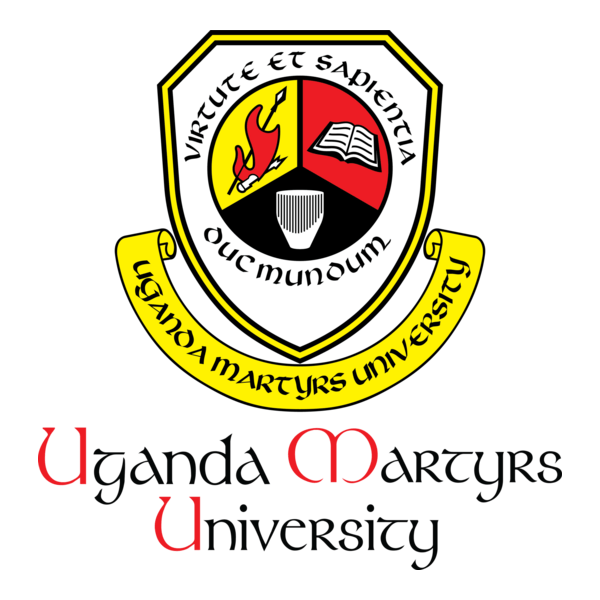 VIRTUTE ET SAPIENTIA
DUC MUNDUM
UGANDA MARTYRS UNIVERSITY
Uganda Martyrs
University